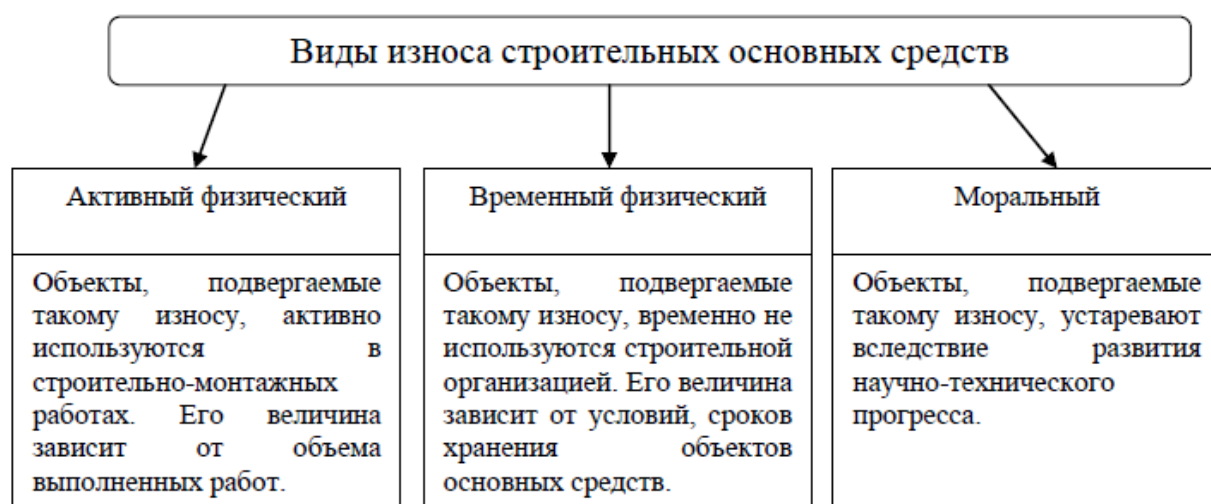 Виды износа строительных основных средств
Активный физический
Объекты, подвергаемые
такому износу, активно
используются в
строительно-монтажных
работах. Его величина
зависит от объема
выполненных работ.
Временный физический
Объекты, подвергаемые
такому износу, временно не
используются строительной
организацией. Его величина
зависит от условий, сроков
хранения объектов
основных средств.
Моральный
Объекты, подвергаемые
такому износу, устаревают
вследствие развития
научно-технического
прогресса.